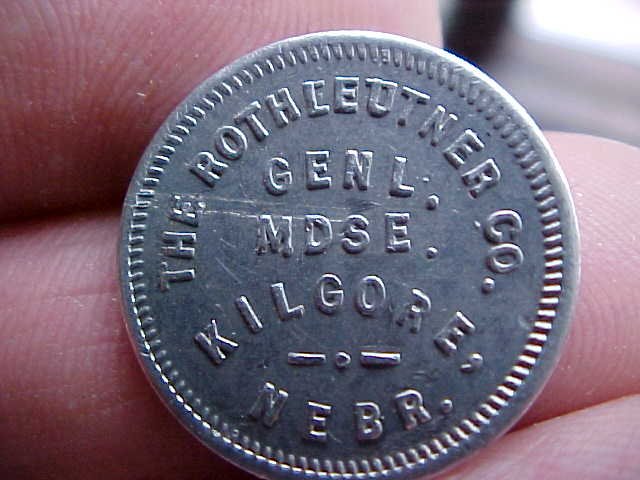 THE ROTHLEUTNER CO.
GENL.
MDSE.
KILGORE,
NEBR.